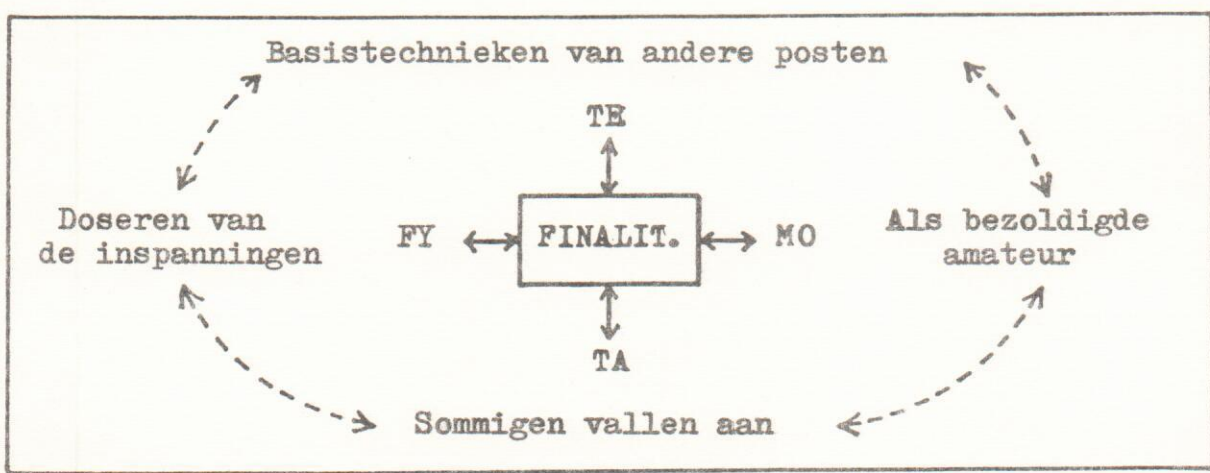 Basistechnieken van andere posten
TE
Doseren van
de inspanningen
FY
FINALIT.
MO
Als bezoldigde
amateur
TA
Sommigen vallen aan